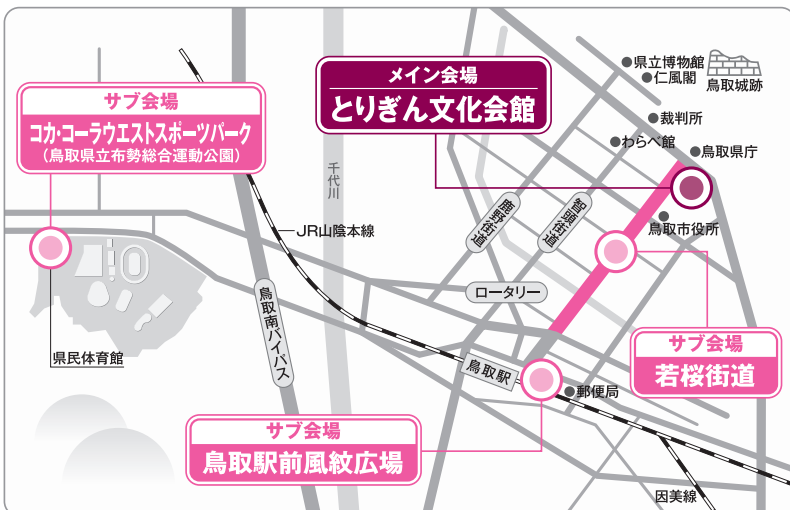 メイン会場
とりぎん文化会館
県立博物館
仁風閣
鳥取城跡
裁判所
わらべ館
鳥取県庁
サブ会場
コカ・コーラウエストスポーツパーク
(鳥取県立布勢総合運動公園)
千代川
JR山陰本線
鹿野街道
智頭街道
鳥取市役所
ロータリー
鳥取南バイパス
県民体育館
鳥取駅
サブ会場
若桜街道
郵便局
サブ会場
鳥取駅前風紋広場
因美線